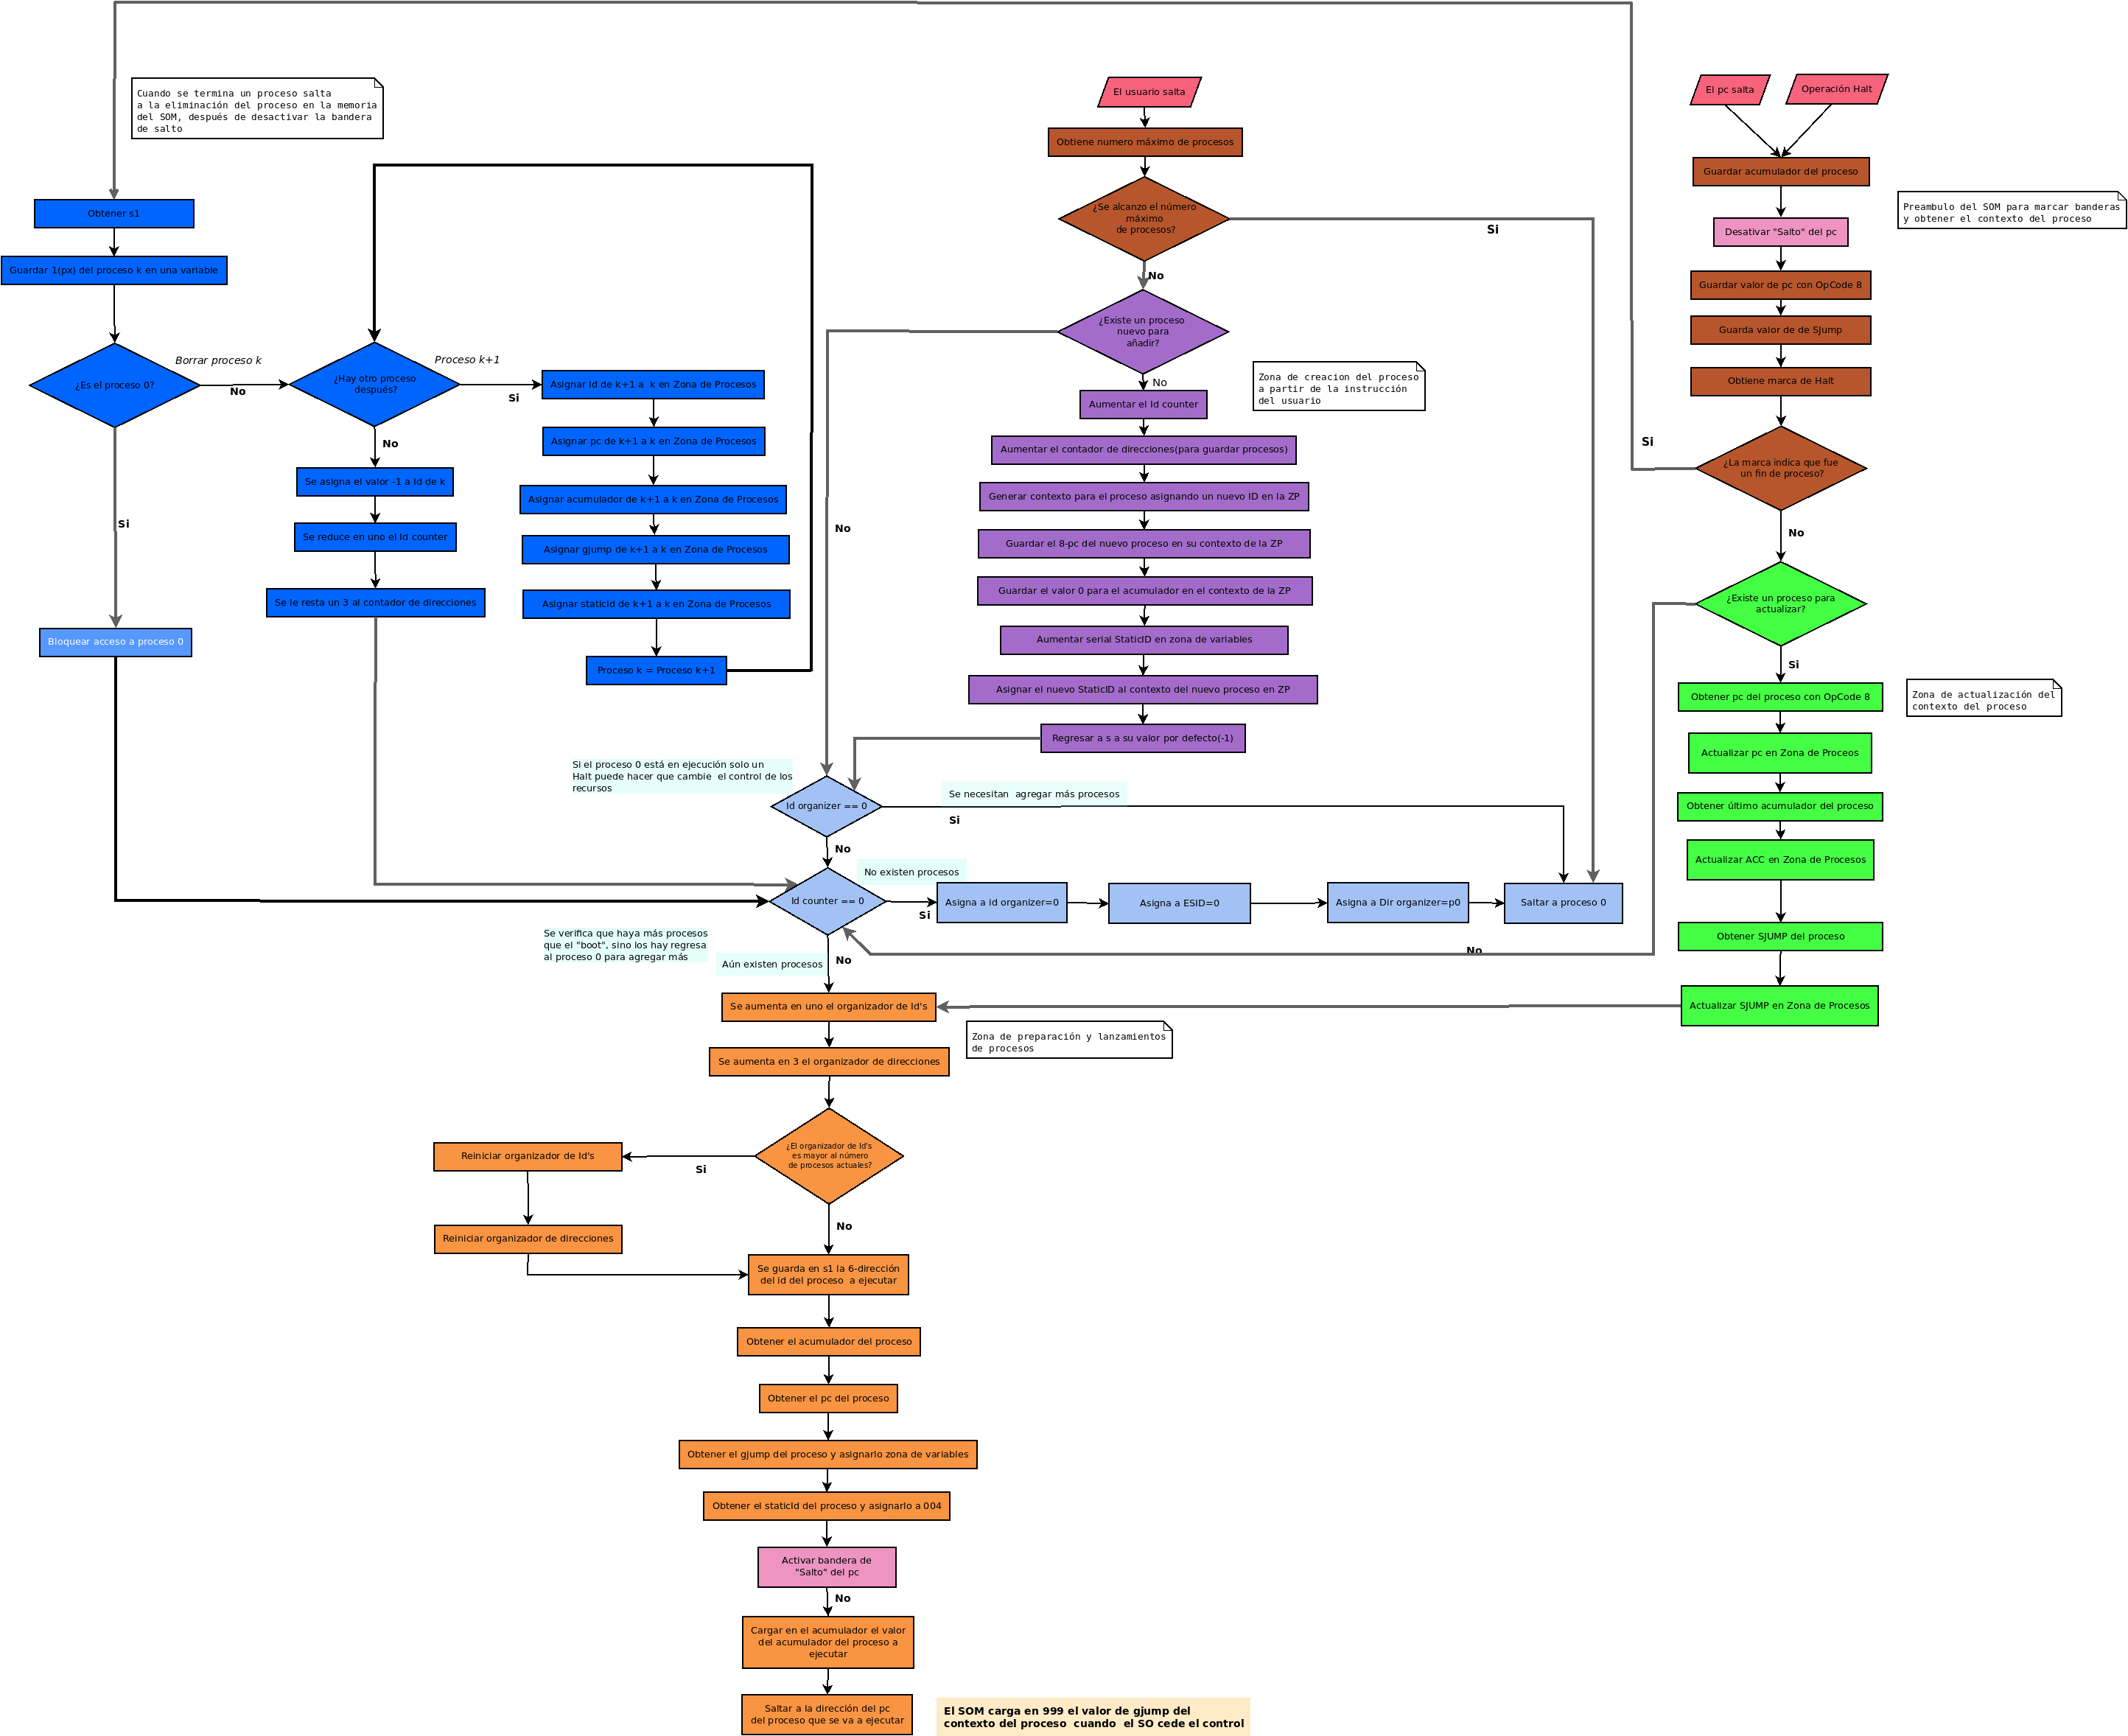 Cuando se termina un proceso salta
a la eliminación del proceso en la memoria
del SOM, después de desactivar la bandera
de salto
Obtener s1
Guardar 1(px) del proceso k en una variable
¿Es el proceso 0?
Borrar proceso k
No
Si
Bloquear acceso a proceso 0
¿Hay otro proceso
después?
Proceso k+1
Si
No
Se asigna el valor -1 a Id de k
Se reduce en uno el Id counter
Se le resta un 3 al contador de direcciones
Asignar Id de k+1 a  k en Zona de Procesos
Asignar pc de k+1 a k en Zona de Procesos
Asignar acumulador de k+1 a k en Zona de Procesos
Asignar gjump de k+1 a k en Zona de Procesos
Asignar staticId de k+1 a k en Zona de Procesos
Proceso k = Proceso k+1
El usuario salta
Obtiene numero máximo de procesos
¿Se alcanzo el número
máximo
de procesos?
Si
No
¿Existe un proceso
nuevo para
añadir?
No
No
Zona de creacion del proceso
a partir de la instrucción
del usuario
Aumentar el Id counter
Aumentar el contador de direcciones(para guardar procesos)
Generar contexto para el proceso asignando un nuevo ID en la ZP
Guardar el 8-pc del nuevo proceso en su contexto de la ZP
Guardar el valor 0 para el acumulador en el contexto de la ZP
Aumentar serial StaticID en zona de variables
Asignar el nuevo StaticID al contexto del nuevo proceso en ZP
Regresar a s a su valor por defecto(-1)
El pc salta
Operación Halt
Guardar acumulador del proceso
Preambulo del SOM para marcar banderas
y obtener el contexto del proceso
Desativar "Salto" del pc
Guardar valor de pc con OpCode 8
Guarda valor de de SJump
Obtiene marca de Halt
¿La marca indica que fue
un fin de proceso?
Si
No
¿Existe un proceso para
actualizar?
Si
Obtener pc del proceso con OpCode 8
Zona de actualización del
contexto del proceso
Actualizar pc en Zona de Proceos
Obtener último acumulador del proceso
Actualizar ACC en Zona de Procesos
Obtener SJUMP del proceso
Actualizar SJUMP en Zona de Procesos
No
Si el proceso 0 está en ejecución solo un
Halt puede hacer que cambie  el control de los
recursos
Id organizer == 0
Se necesitan  agregar más procesos
Si
No
No existen procesos
Id counter == 0
Si
Asigna a id organizer=0
Asigna a ESID=0
Asigna a Dir organizer=p0
Saltar a proceso 0
Se verifica que haya más procesos
que el "boot", sino los hay regresa
al proceso 0 para agregar más
Aún existen procesos
No
Se aumenta en uno el organizador de Id's
Zona de preparación y lanzamientos
de procesos
Se aumenta en 3 el organizador de direcciones
¿El organizador de Id's
es mayor al número
de procesos actuales?
Si
Reiniciar organizador de Id's
Reiniciar organizador de direcciones
No
Se guarda en s1 la 6-dirección
del id del proceso  a ejecutar
Obtener el acumulador del proceso
Obtener el pc del proceso
Obtener el gjump del proceso y asignarlo zona de variables
Obtener el staticId del proceso y asignarlo a 004
Activar bandera de
"Salto" del pc
No
Cargar en el acumulador el valor
del acumulador del proceso a
ejecutar
Saltar a la dirección del pc
del proceso que se va a ejecutar
El SOM carga en 999 el valor de gjump del
contexto del proceso  cuando  el SO cede el control